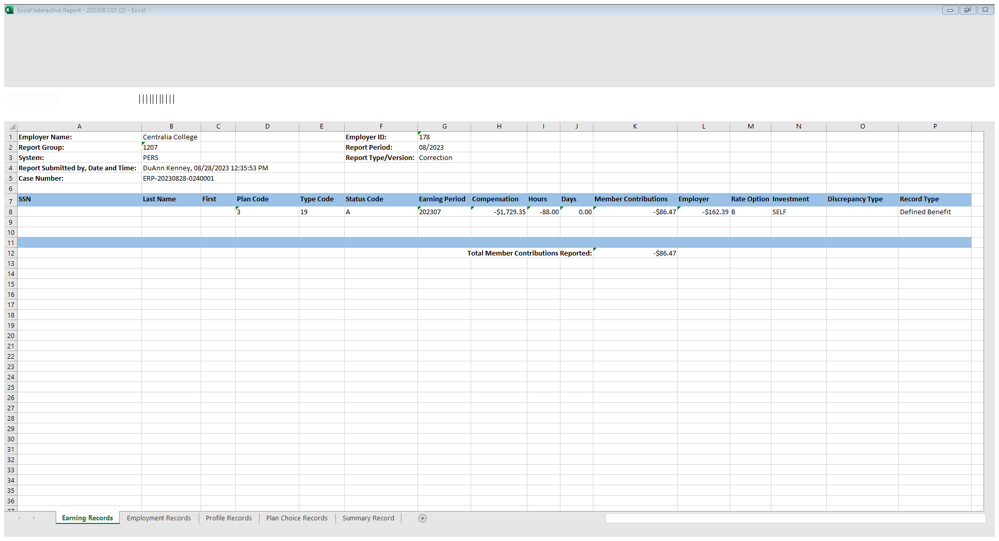 Excel Interactive Report - 202308 C01 (2) - Excel
A B C D E F G H I J K L M N O P
1 Employer Name: Centralia College Employer ID: 178
2 Report Group: 1207 Report Period: 08/2023
3 System: PERS Report Type/Version: Correction
4 Report Submitted by, Date and Time: DuAnn Kenney, 08/28/2023 12:35:53 PM
5 Case Number: ERP-20230828-0240001
6
7 SSN Last Name First Plan Code Type Code Status Code Earning Period Compensation Hours Days Member Contributions Employer Rate Option Investment Discrepancy Type Record Type
8 3 19 A 202307 -$1,729.35 -88.00 0.00 -$86.47 -$162.39 B SELF Defined Benefit
9
10
11
12 Total Member Contributions Reported: -$86.47
13
14
15
16
17
18
19
20
21
22
23
24
25
26
27
28
29
30
31
32
33
34
35
36
37
Earning Records Employment Records Profile Records Plan Choice Records Summary Record